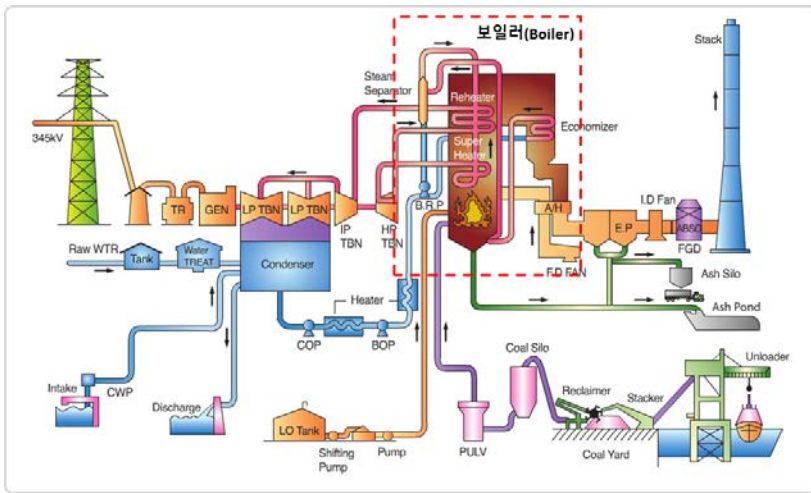 보일러(Boiler)
Stack
Steam
Separator
Reheater
Economizer
345kV
Super
Heater
TR
GEN
LP TBN
LP TBN
IP
TBN
HP
TBN
B.R.P
A/H
I.D Fan
E.P
ABSO
FGD
F.D FAN
Raw WTR
Tank
Water
TREAT
Condenser
Heater
Ash Silo
Ash Pond
COP
BOP
Intake
CWP
Discharge
Coal Silo
Reclaimer
Stacker
Unloader
LO Tank
Shifting
Pump
Pump
PULV
Coal Yard